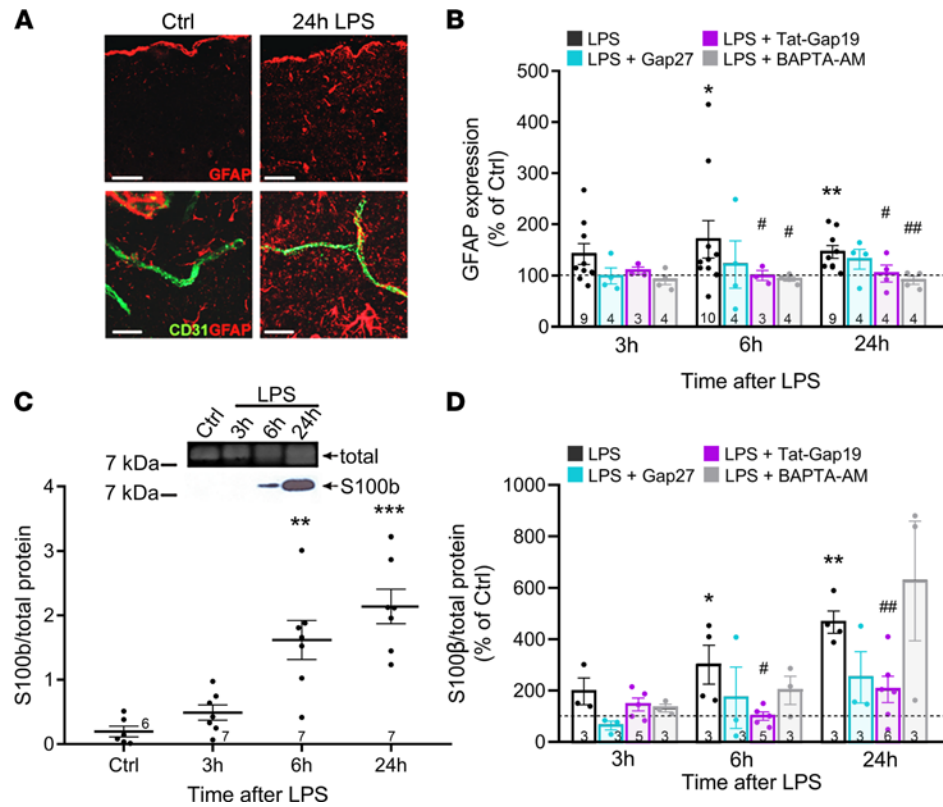 A
Ctrl
24h LPS
GFAP
CD31GFAP
B
LPS
LPS + Tat-Gap19
LPS + Gap27
LPS + BAPTA-AM
GFAP expression
(% of Ctrl)
500
400
300
200
100
0
*
**
#
#
#
##
9
4
3
4
10
4
3
4
9
4
4
4
3h
6h
24h
Time after LPS
C
LPS
Ctrl
3h
6h
24h
7 kDa
total
7 kDa
S100b
S100b/total protein
4
3
2
1
0
**
***
6
7
7
7
Ctrl
3h
6h
24h
Time after LPS
D
LPS
LPS + Tat-Gap19
LPS + Gap27
LPS + BAPTA-AM
S100β/total protein
(% of Ctrl)
1000
800
600
400
200
0
*
#
**
##
3
3
5
3
3
3
5
3
3
3
6
3
3h
6h
24h
Time after LPS